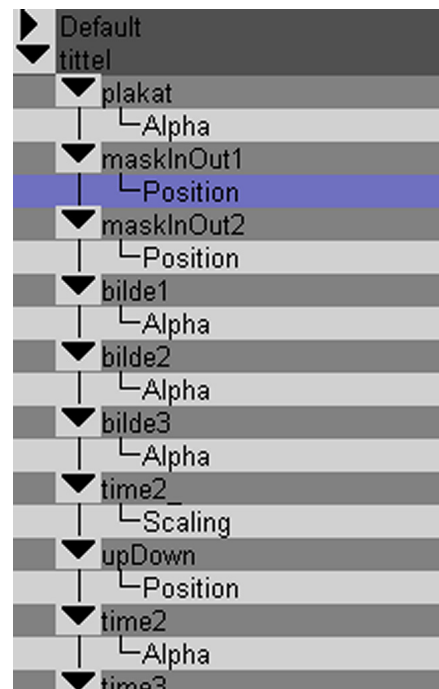 Default
tittel
plakat
Alpha
maskInOut1
Position
maskInOut2
Position
bilde1
Alpha
bilde2
Alpha
bilde3
Alpha
time2_
Scaling
upDown
Position
time2
Alpha
time3